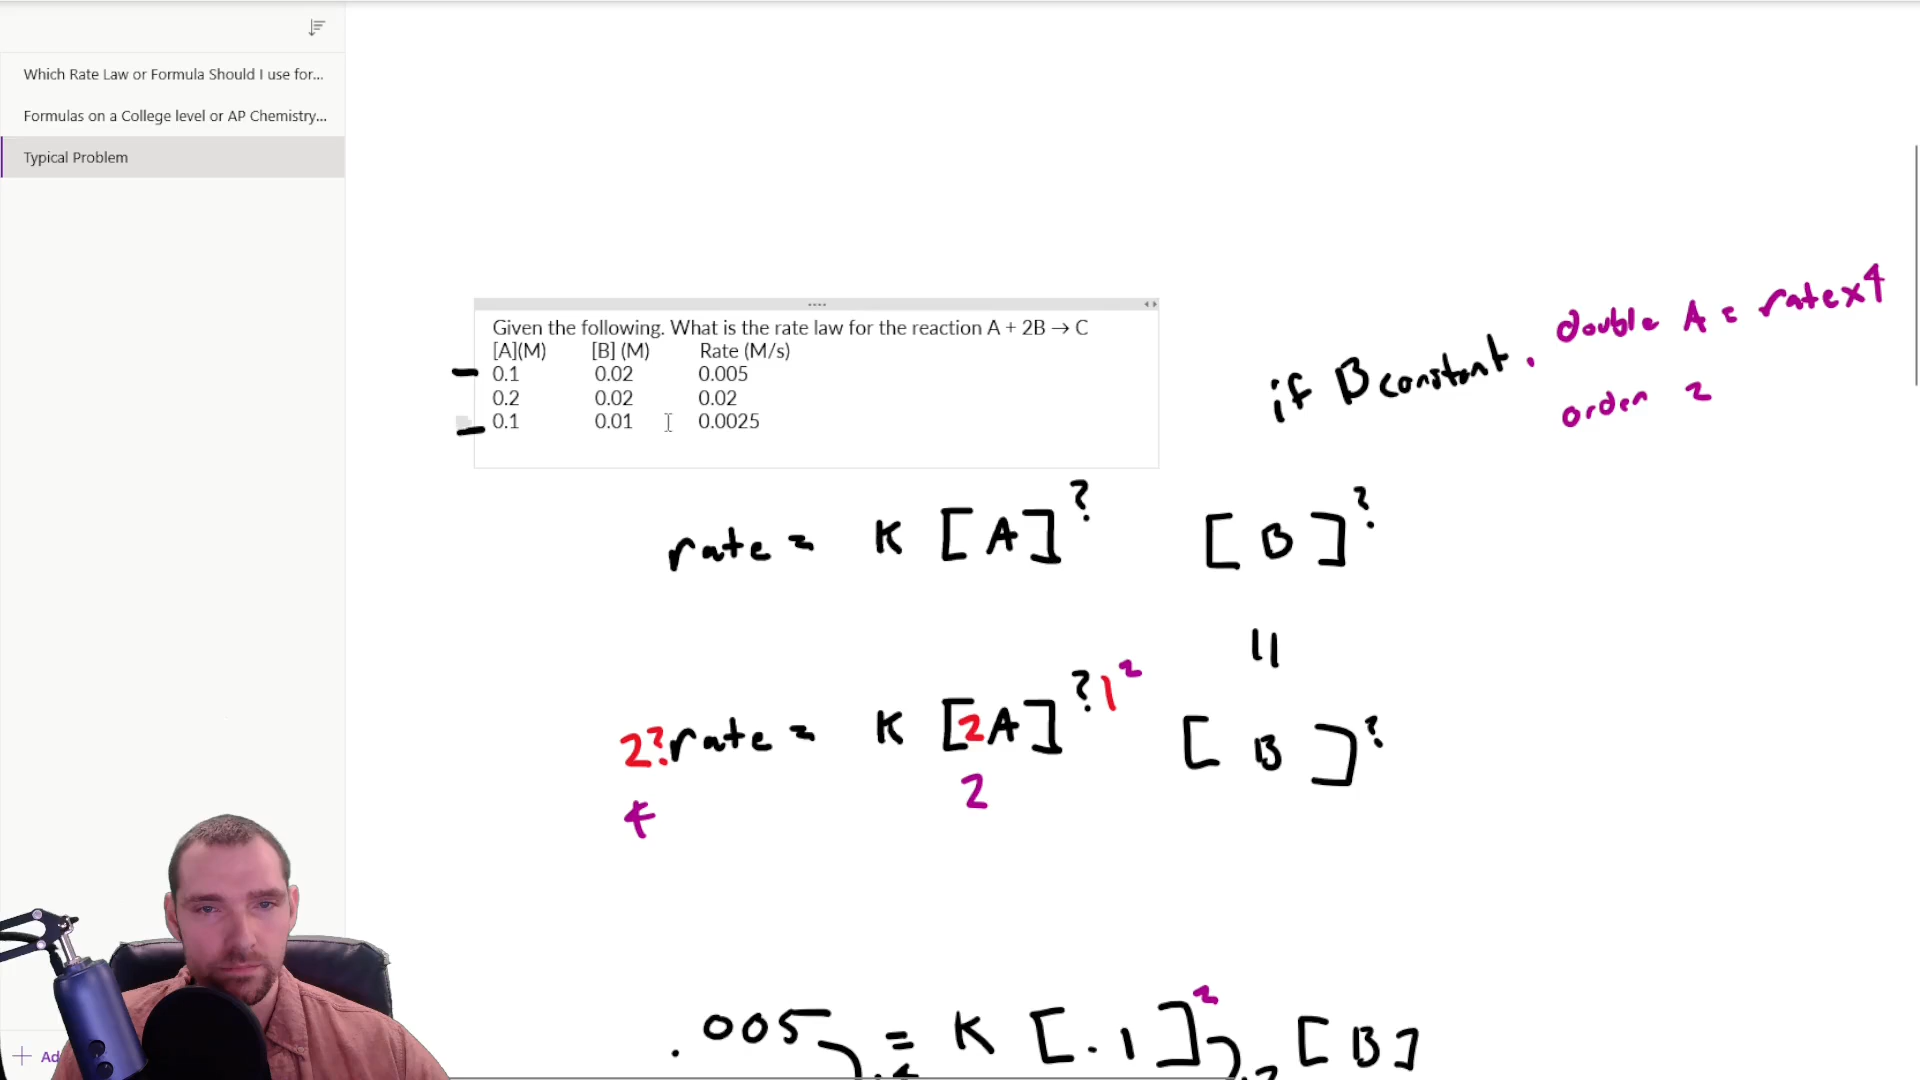 Which Rate Law or Formula Should I use for...
Formulas on a College level or AP Chemistry...
Typical Problem
Given the following. What is the rate law for the reaction A + 2B → C
[A](M) [B] (M) Rate (M/s)
0.1 0.02 0.005
0.2 0.02 0.02
0.1 0.01 0.0025
if B constant. double A = rate x 4
order 2
rate = K [A]? [B]?
||
2? rate = K [2A]? 1 2 [B]?
4 2
.005 = K [.1]2 [B]
+ Ad